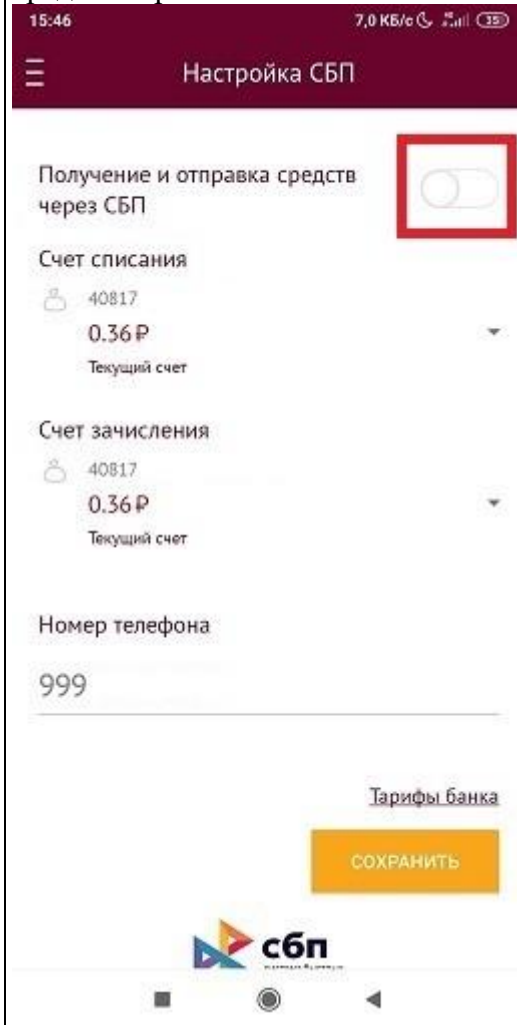 15:46
7,0 КБ/с
35
Настройка СБП
Получение и отправка средств
через СБП
Счет списания
40817
0.36 ₽
Текущий счет
Счет зачисления
40817
0.36 ₽
Текущий счет
Номер телефона
999
Тарифы банка
СОХРАНИТЬ
сбп